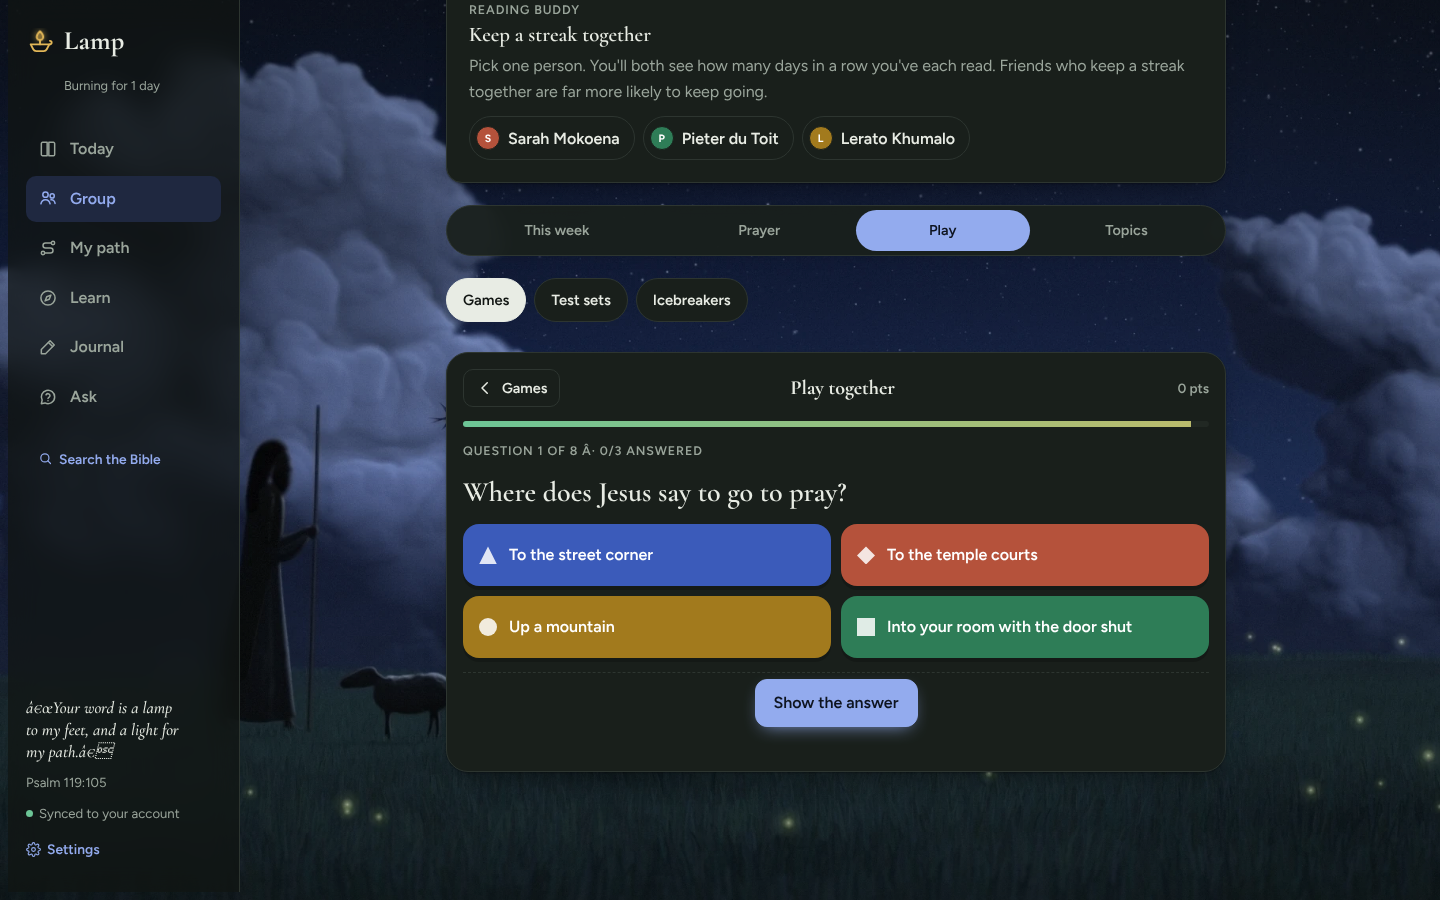 Lamp
Burning for 1 day
Today
Group
My path
Learn
Journal
Ask
Search the Bible
“Your word is a lamp
to my feet, and a light for
my path.â€
Psalm 119:105
Synced to your account
Settings
READING BUDDY
Keep a streak together
Pick one person. You'll both see how many days in a row you've each read. Friends who keep a streak
together are far more likely to keep going.
S Sarah Mokoena
P Pieter du Toit
L Lerato Khumalo
This week
Prayer
Play
Topics
Games
Test sets
Icebreakers
Games
Play together
0 pts
QUESTION 1 OF 8 Â· 0/3 ANSWERED
Where does Jesus say to go to pray?
To the street corner
To the temple courts
Up a mountain
Into your room with the door shut
Show the answer